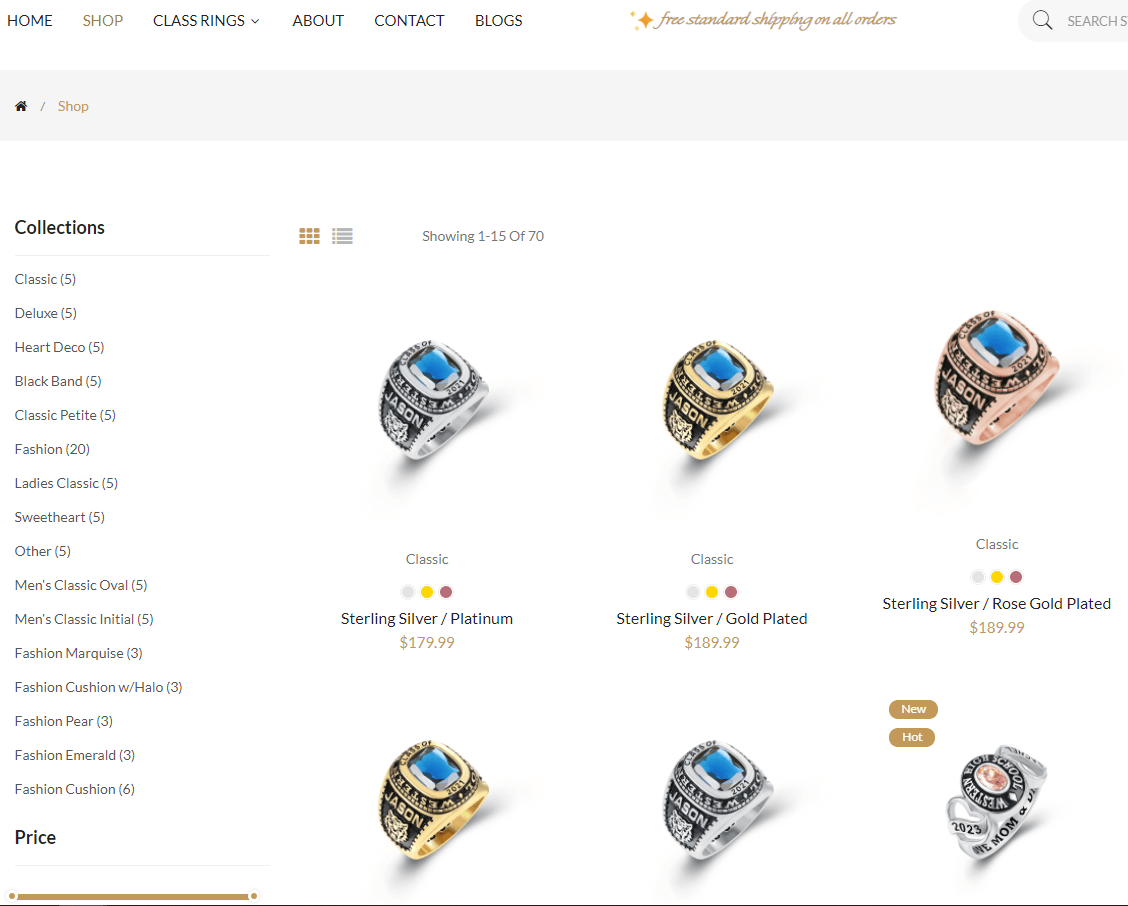 HOME SHOP CLASS RINGS ABOUT CONTACT BLOGS
free standard shipping on all orders
SEARCH S
/ Shop
Collections
Classic (5)
Deluxe (5)
Heart Deco (5)
Black Band (5)
Classic Petite (5)
Fashion (20)
Ladies Classic (5)
Sweetheart (5)
Other (5)
Men's Classic Oval (5)
Men's Classic Initial (5)
Fashion Marquise (3)
Fashion Cushion w/Halo (3)
Fashion Pear (3)
Fashion Emerald (3)
Fashion Cushion (6)
Price
Showing 1-15 Of 70
CLASS OF
2021
JASON
Classic
Sterling Silver / Platinum
$179.99
CLASS OF
2021
JASON
Classic
Sterling Silver / Gold Plated
$189.99
CLASS OF
2021
JASON
Classic
Sterling Silver / Rose Gold Plated
$189.99
CLASS OF
2021
JASON
CLASS OF
2021
JASON
New
Hot
WESTERN HIGH SCHOOL
2023
MOM &